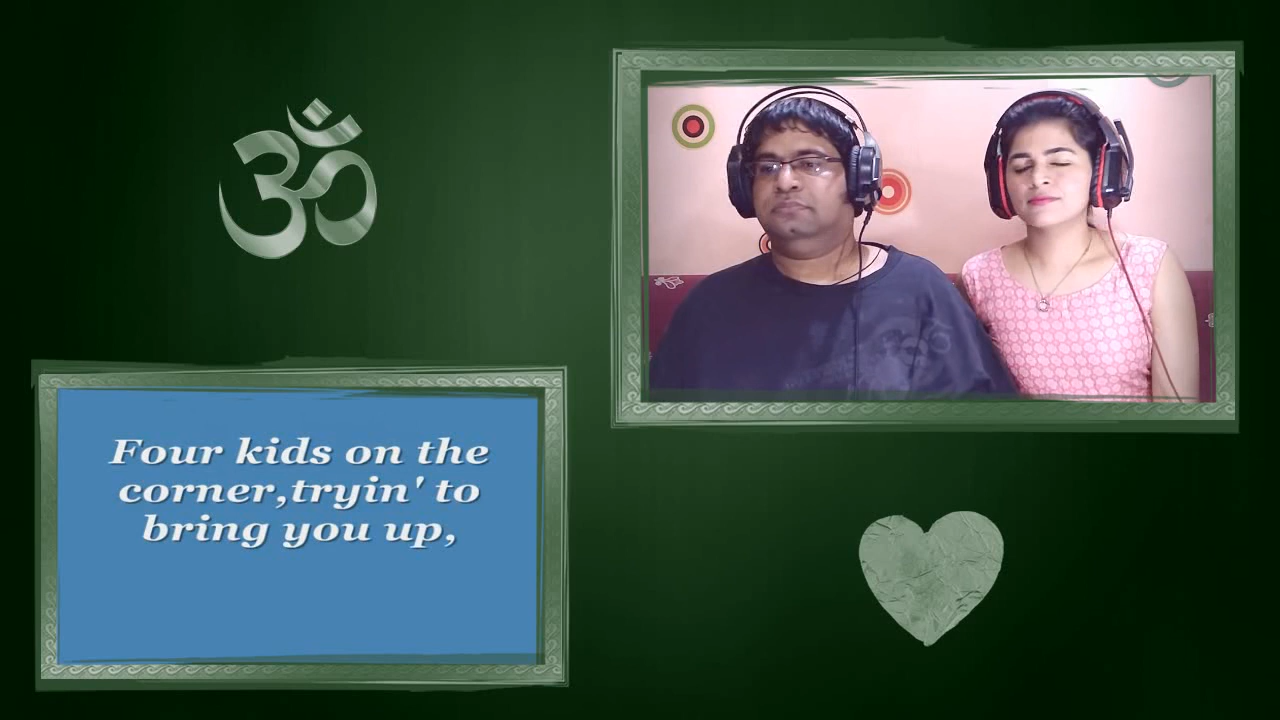 ॐ
Four kids on the
corner,tryin' to
bring you up,